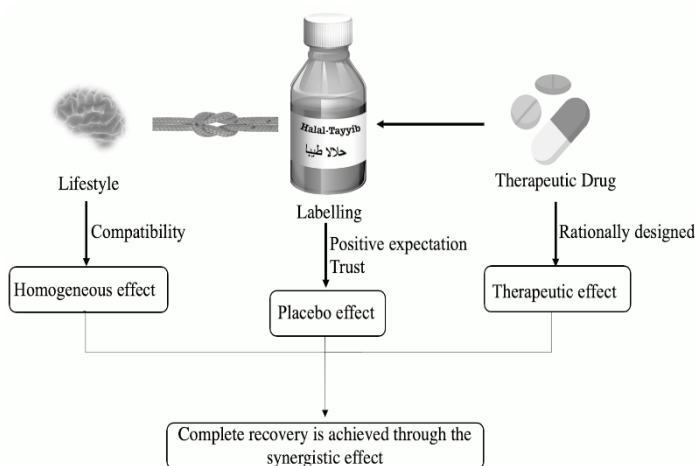 Halal-Tayyib
حلالا طيبا
Lifestyle
Labelling
Therapeutic Drug
Compatibility
Positive expectation
Trust
Rationally designed
Homogeneous effect
Placebo effect
Therapeutic effect
Complete recovery is achieved through the
synergistic effect